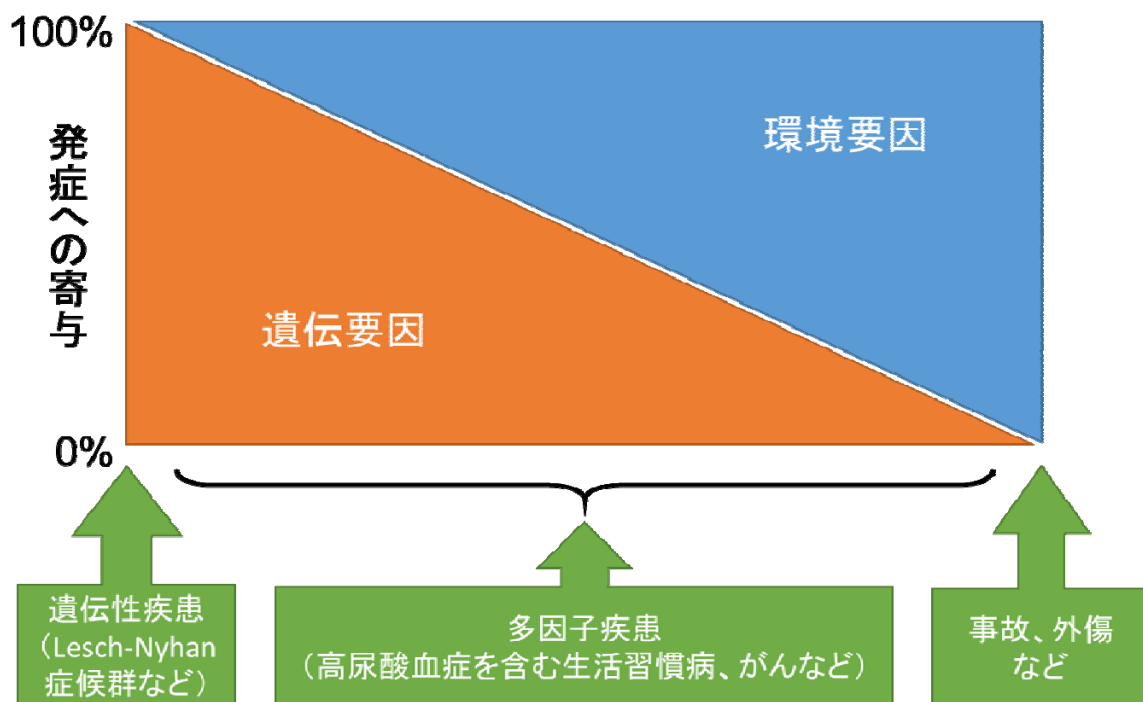 100%
発症への寄与
環境要因
遺伝要因
0%
遺伝性疾患
（Lesch-Nyhan
症候群など）
多因子疾患
（高尿酸血症を含む生活習慣病、がんなど）
事故、外傷
など